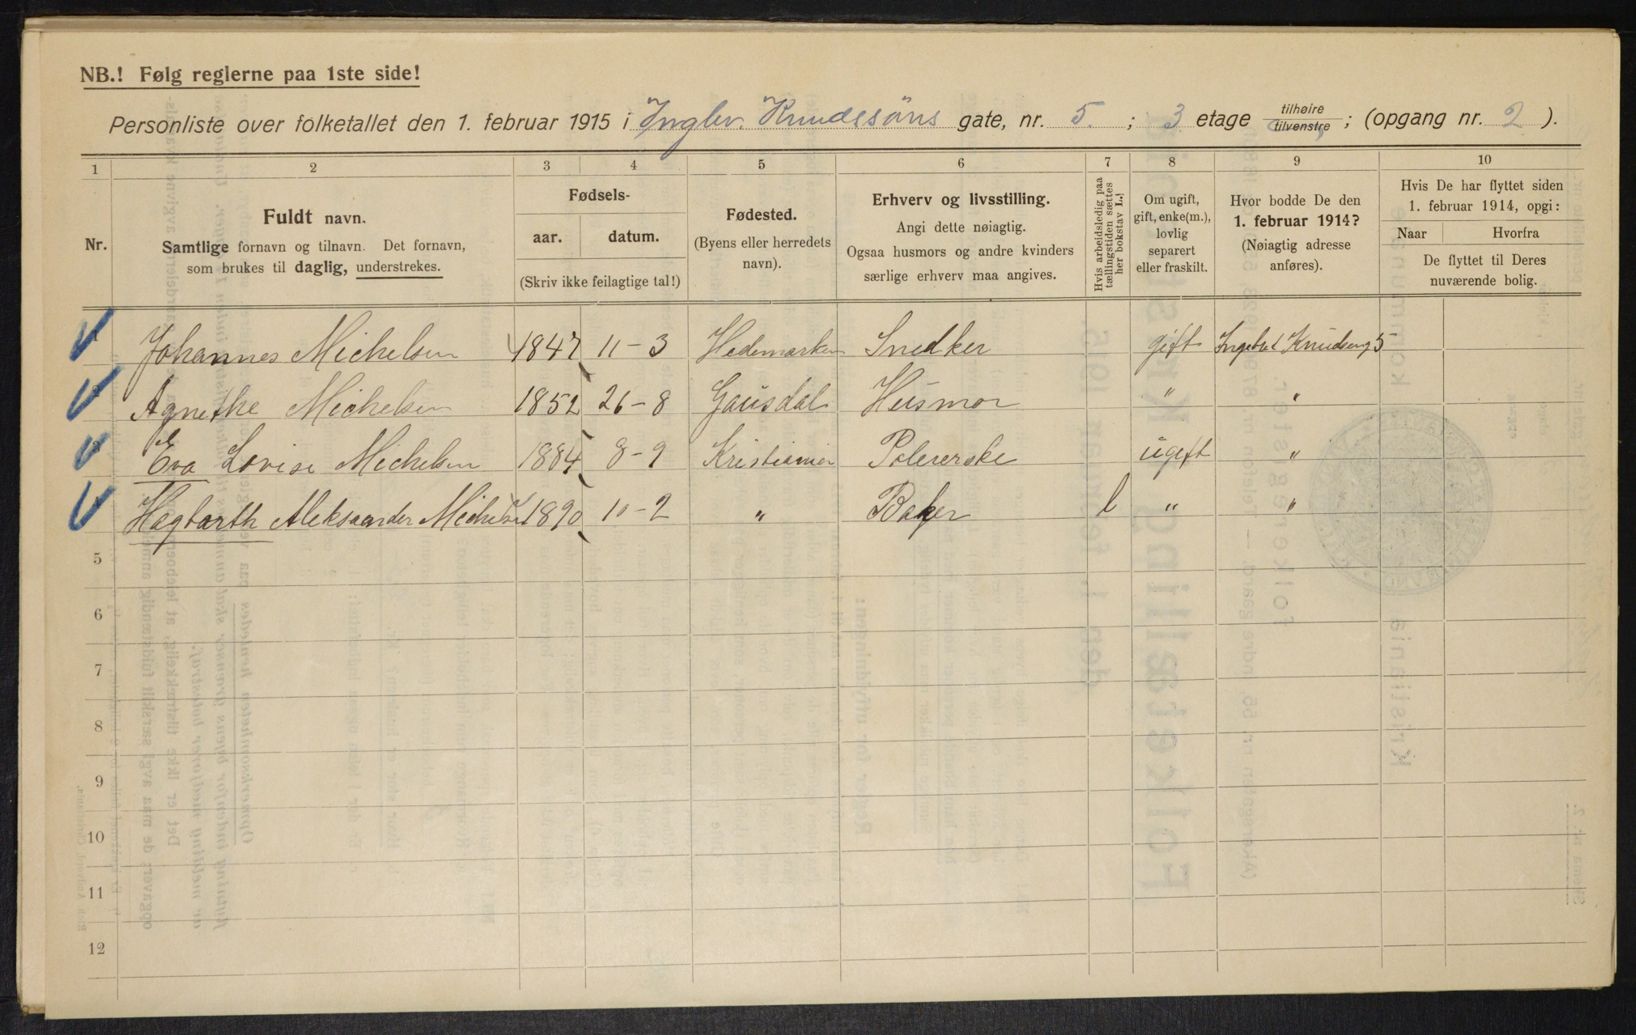 NB.! Følg reglerne paa 1ste side!
Personliste over folketallet den 1. februar 1915 i Ingbr. Knudssöns gate, nr. 5. ; 3 etage tilhøire tilvenstre ; (opgang nr. 2 ).
1 2 3 4 5 6 7 8 9 10
Nr.
Fuldt navn.
Samtlige fornavn og tilnavn. Det fornavn,
som brukes til daglig, understrekes.
Fødsels-
aar. datum.
(Skriv ikke feilagtige tal!)
Fødested.
(Byens eller herredets
navn).
Erhverv og livsstilling.
Angi dette nøiagtig.
Ogsaa husmors og andre kvinders
særlige erhverv maa angives.
Hvis arbeidsledig paa
tællingstiden sættes
her bokstav L.!
Om ugift,
gift, enke(m.),
lovlig
separert
eller fraskilt.
Hvor bodde De den
1. februar 1914?
(Nøiagtig adresse
anføres).
Hvis De har flyttet siden
1. februar 1914, opgi:
Naar Hvorfra
De flyttet til Deres
nuværende bolig.
Johannes Michelsen 1847 11-3 Hedemarken Snedker gift Knudsens 5
Agnethe Michelsen 1852 26-8 Gausdal Husmor " "
Eva Lovise Michelsen 1884 8-9 Kristiania Polererske ugift "
Hagbarth Aleksander Michelsen 1890 10-2 " Baker l " "
5
6
7
8
9
10
11
12